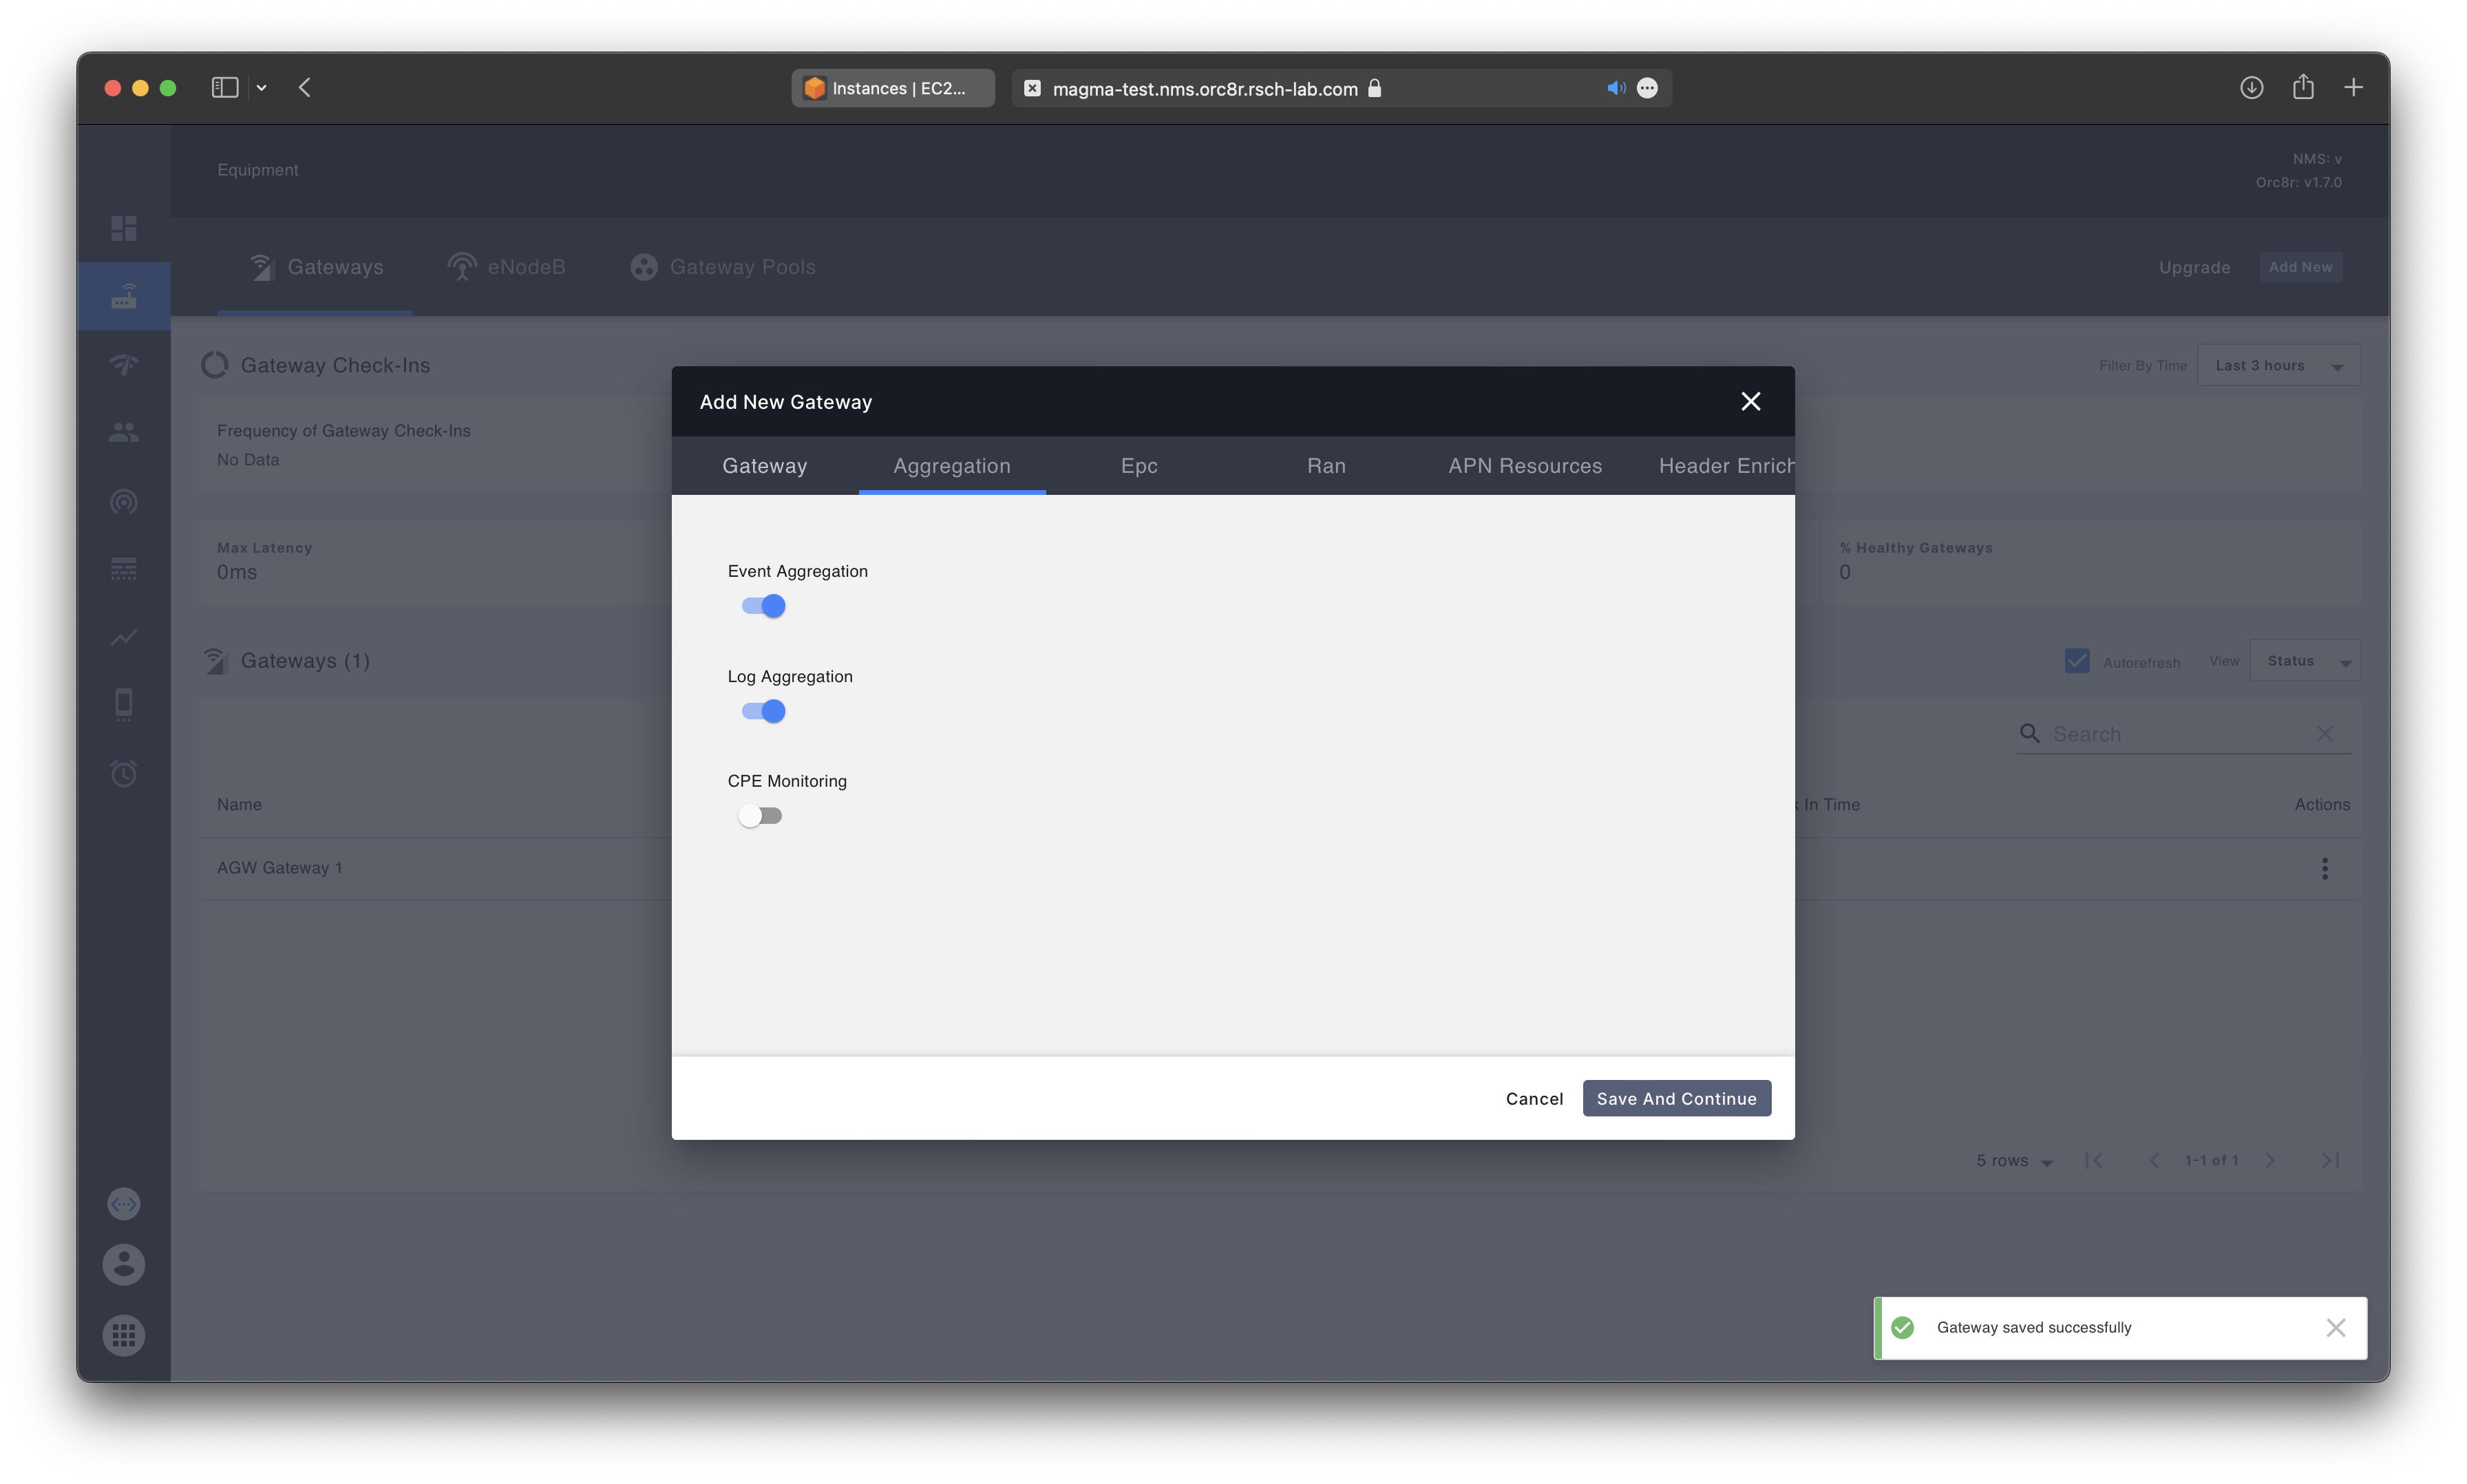 Instances | EC2...
magma-test.nms.orc8r.rsch-lab.com
Equipment
NMS: v
Orc8r: v1.7.0
Gateways
eNodeB
Gateway Pools
Upgrade
Add New
Gateway Check-Ins
Filter By Time
Last 3 hours
Frequency of Gateway Check-Ins
No Data
Max Latency
0ms
% Healthy Gateways
0
Gateways (1)
Autorefresh
View
Status
Search
Name
In Time
Actions
AGW Gateway 1
5 rows
1-1 of 1
Add New Gateway
Gateway
Aggregation
Epc
Ran
APN Resources
Header Enrich
Event Aggregation
Log Aggregation
CPE Monitoring
Cancel
Save And Continue
Gateway saved successfully